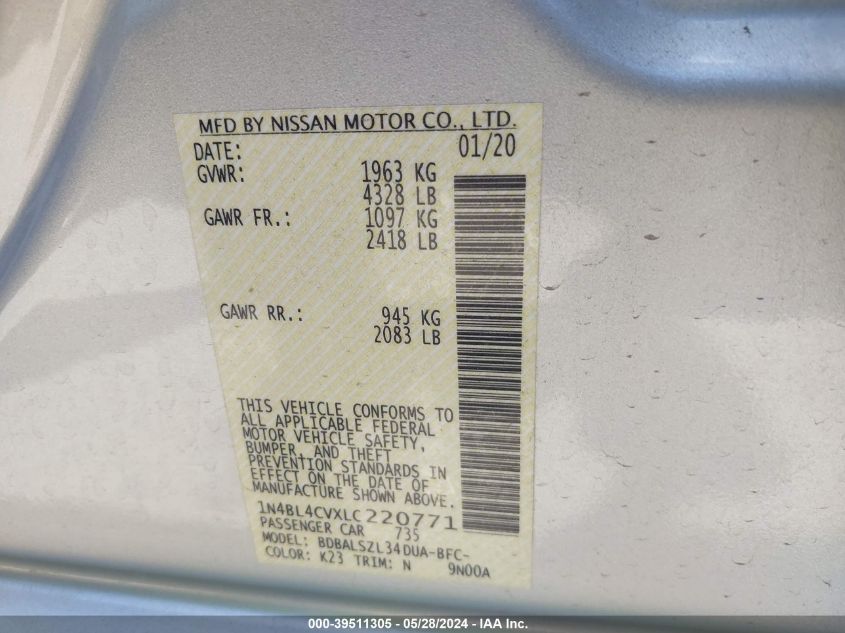 MFD BY NISSAN MOTOR CO., LTD.
DATE: 01/20
GVWR: 1963 KG
4328 LB
GAWR FR.: 1097 KG
2418 LB
GAWR RR.: 945 KG
2083 LB
THIS VEHICLE CONFORMS TO
ALL APPLICABLE FEDERAL
MOTOR VEHICLE SAFETY,
BUMPER, AND THEFT
PREVENTION STANDARDS IN
EFFECT ON THE DATE OF
MANUFACTURE SHOWN ABOVE.
1N4BL4CVXLC220771
PASSENGER CAR 735
MODEL: BDBALSZL34DUA-BFC-
COLOR: K23 TRIM: N 9N00A
000-39511305 - 05/28/2024 - IAA Inc.